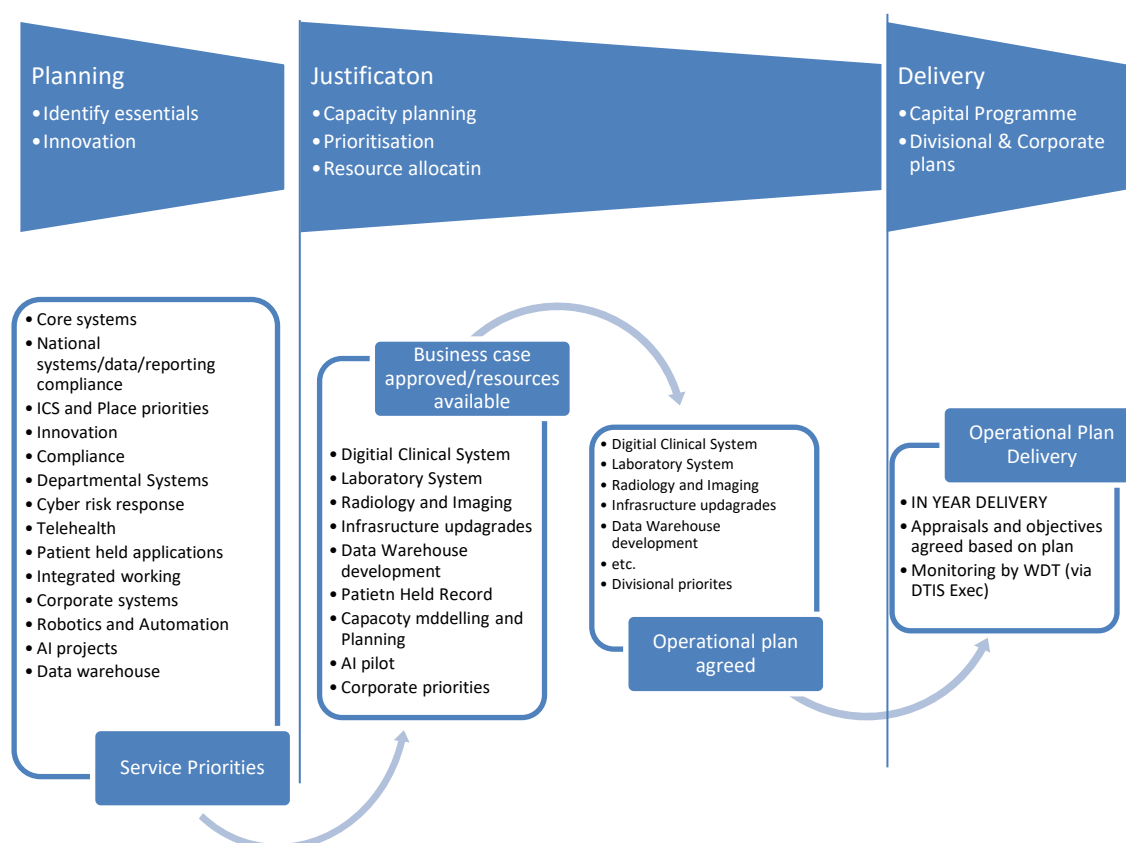 Planning
•Identify essentials
•Innovation
Justificaton
•Capacity planning
•Prioritisation
•Resource allocatin
Delivery
•Capital Programme
•Divisional & Corporate
plans
• Core systems
• National
systems/data/reporting
compliance
• ICS and Place priorities
• Innovation
• Compliance
• Departmental Systems
• Cyber risk response
• Telehealth
• Patient held applications
• Integrated working
• Corporate systems
• Robotics and Automation
• AI projects
• Data warehouse
Service Priorities
Business case
approved/resources
available
• Digitial Clinical System
• Laboratory System
• Radiology and Imaging
• Infrasructure updagrades
• Data Warehouse
development
• Patietn Held Record
• Capacoty mddelling and
Planning
• AI pilot
• Corporate priorities
• Digitial Clinical System
• Laboratory System
• Radiology and Imaging
• Infrasructure updagrades
• Data Warehouse
development
• etc.
• Divisional priorites
Operational plan
agreed
Operational Plan
Delivery
• IN YEAR DELIVERY
• Appraisals and objectives
agreed based on plan
• Monitoring by WDT (via
DTIS Exec)